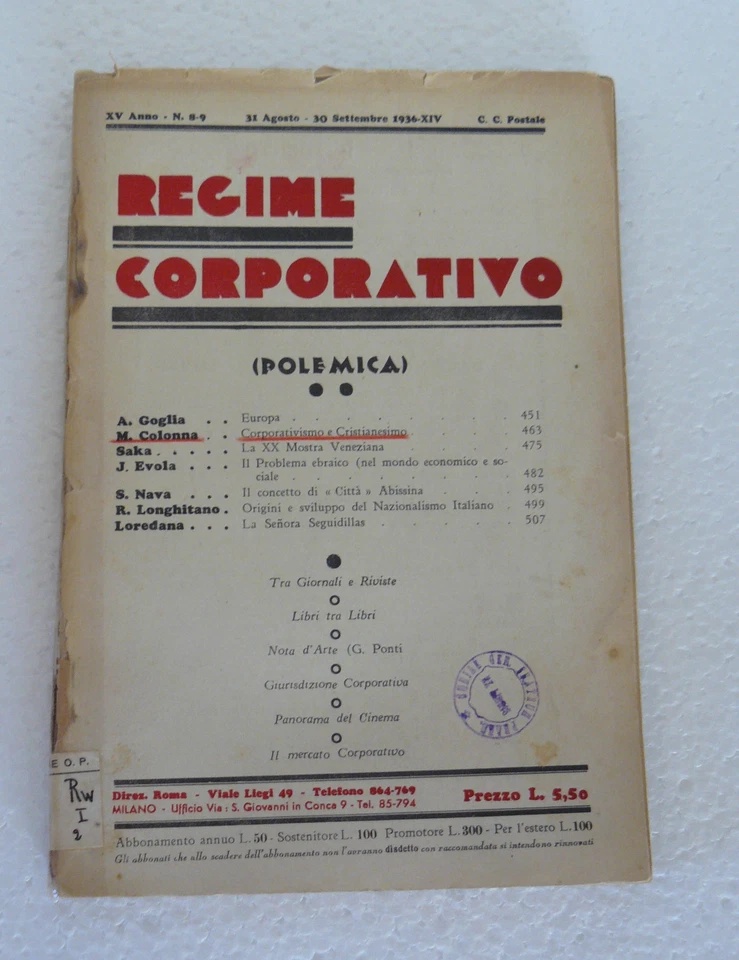 XV Anno - N. 8-9 31 Agosto - 30 Settembre 1936-XIV C. C. Postale
REGIME
CORPORATIVO
(POLEMICA)
A. Goglia . . Europa . . . . . . . . 451
M. Colonna . . Corporativismo e Cristianesimo . . . . 463
Saka . . . . . La XX Mostra Veneziana . . . . . 475
J. Evola . . . Il Problema ebraico (nel mondo economico e so-
ciale . . . . . . . . 482
S. Nava . . . Il concetto di « Città » Abissina . . . . 495
R. Longhitano . Origini e sviluppo del Nazionalismo Italiano . 499
Loredana . . . La Señora Seguidillas . . . . . 507
Tra Giornali e Riviste
Libri tra Libri
Nota d'Arte (G. Ponti
Giurisdizione Corporativa
Panorama del Cinema
Il mercato Corporativo
E O. P.
Rw
I
2
Direz. Roma - Viale Liegi 49 - Telefono 864-769 Prezzo L. 5,50
MILANO - Ufficio Via : S. Giovanni in Conca 9 - Tel. 85-794
Abbonamento annuo L. 50 - Sostenitore L. 100 Promotore L. 300 - Per l'estero L. 100
Gli abbonati che allo scadere dell'abbonamento non l'avranno disdetto con raccomandata si intendono rinnovati